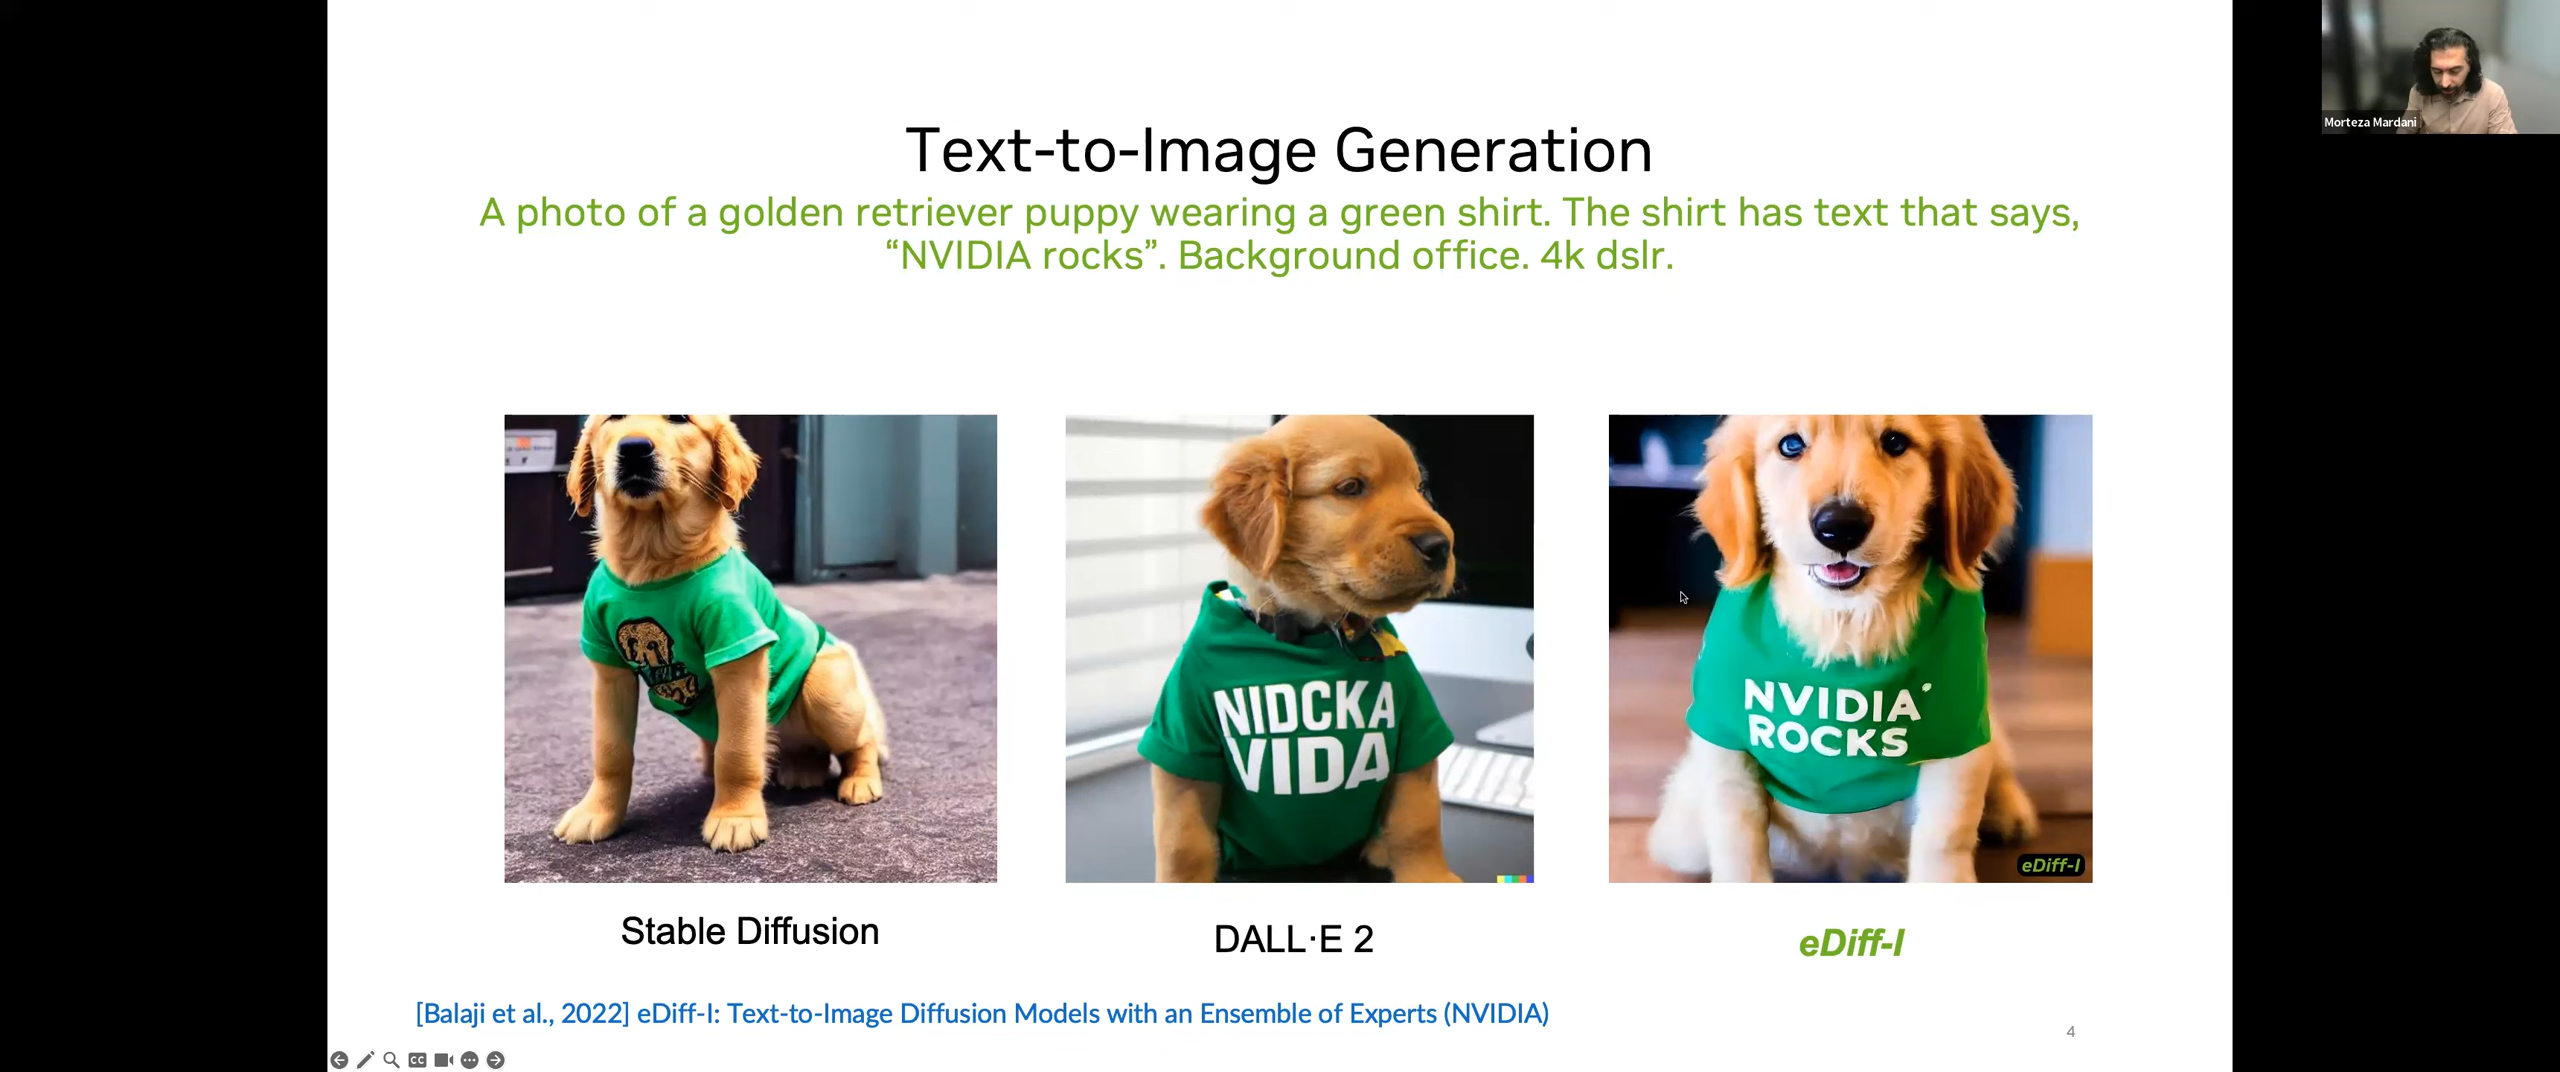 Morteza Mardani
Text-to-Image Generation
A photo of a golden retriever puppy wearing a green shirt. The shirt has text that says,
“NVIDIA rocks”. Background office. 4k dslr.
NIDCKA
VIDA
NVIDIA
ROCKS
eDiff-I
Stable Diffusion
DALL·E 2
eDiff-I
[Balaji et al., 2022] eDiff-I: Text-to-Image Diffusion Models with an Ensemble of Experts (NVIDIA)
4
CC